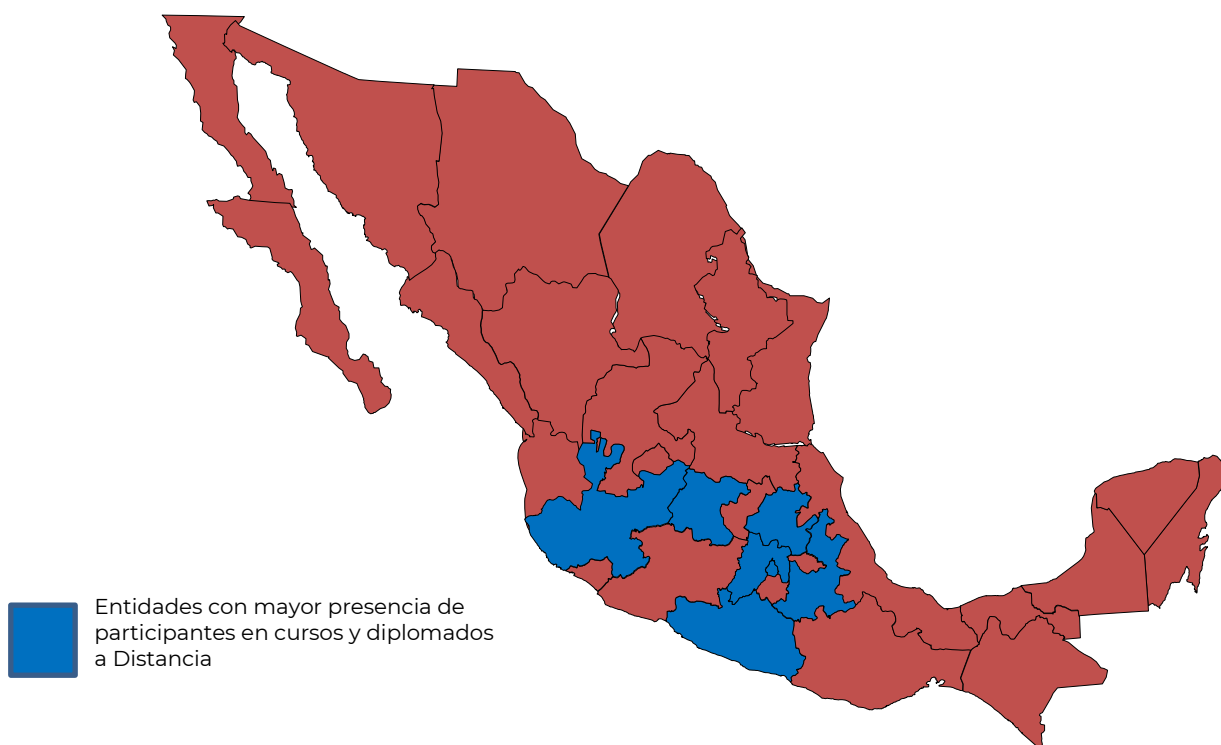 Entidades con mayor presencia de
participantes en cursos y diplomados
a Distancia